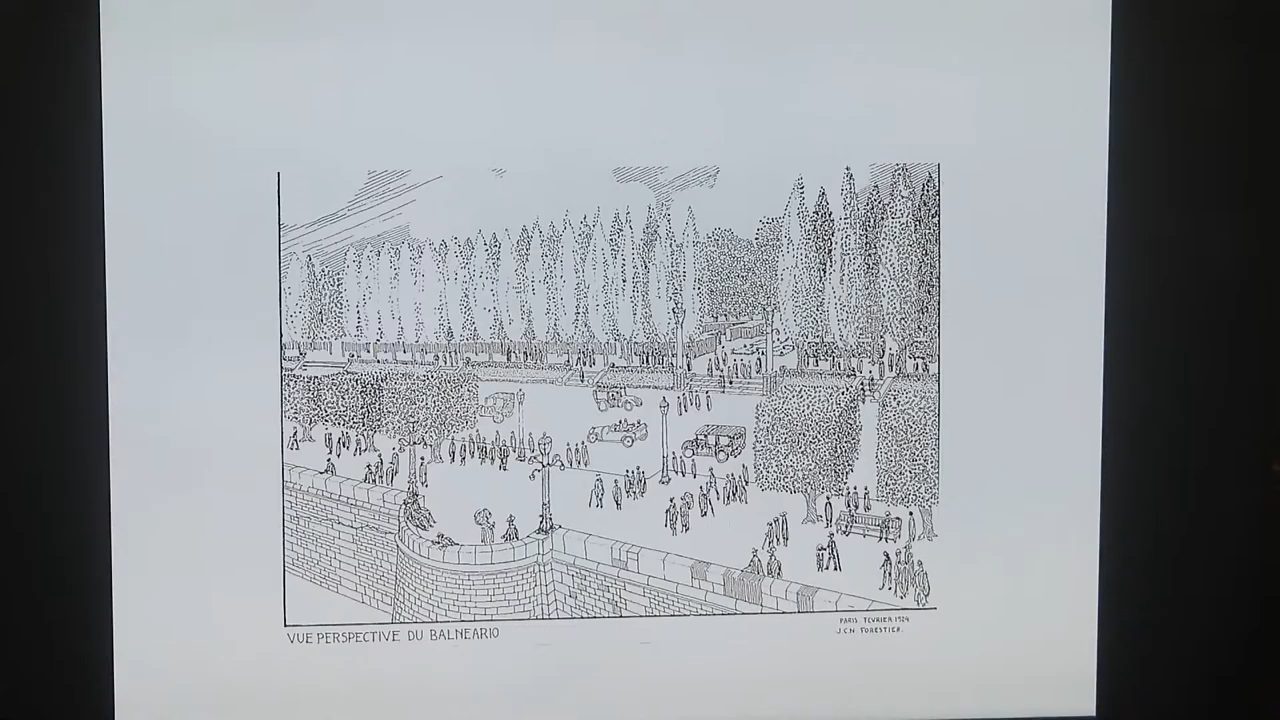 VUE PERSPECTIVE DU BALNEARIO
PARIS FEVRIER 1924
J.C.N FORESTIER.